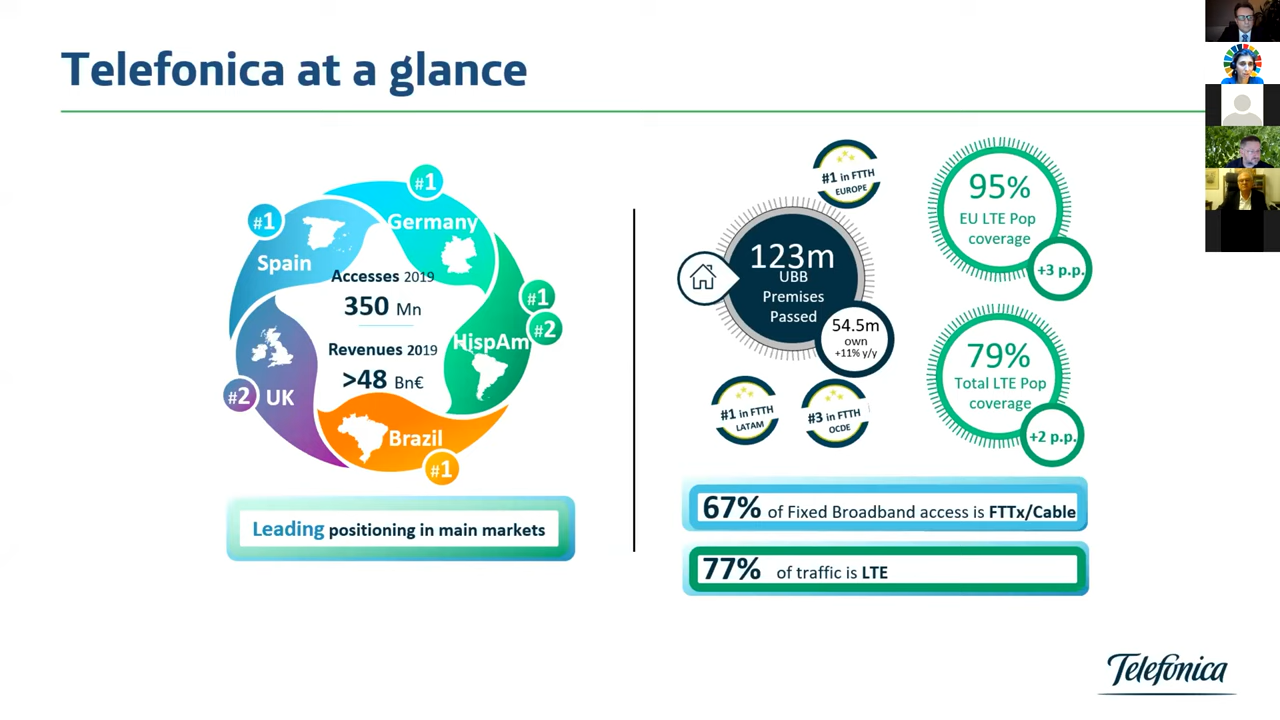 Telefonica at a glance
#1
Germany
#1
Spain
Accesses 2019
350 Mn
Revenues 2019
>48 Bn€
#1
#2
HispAm
#2
UK
Brazil
#1
Leading positioning in main markets
#1 in FTTH
EUROPE
123m
UBB
Premises
Passed
54.5m
own
+11% y/y
#1 in FTTH
LATAM
#3 in FTTH
OCDE
95%
EU LTE Pop
coverage
+3 p.p.
79%
Total LTE Pop
coverage
+2 p.p.
67% of Fixed Broadband access is FTTx/Cable
77% of traffic is LTE
Telefónica